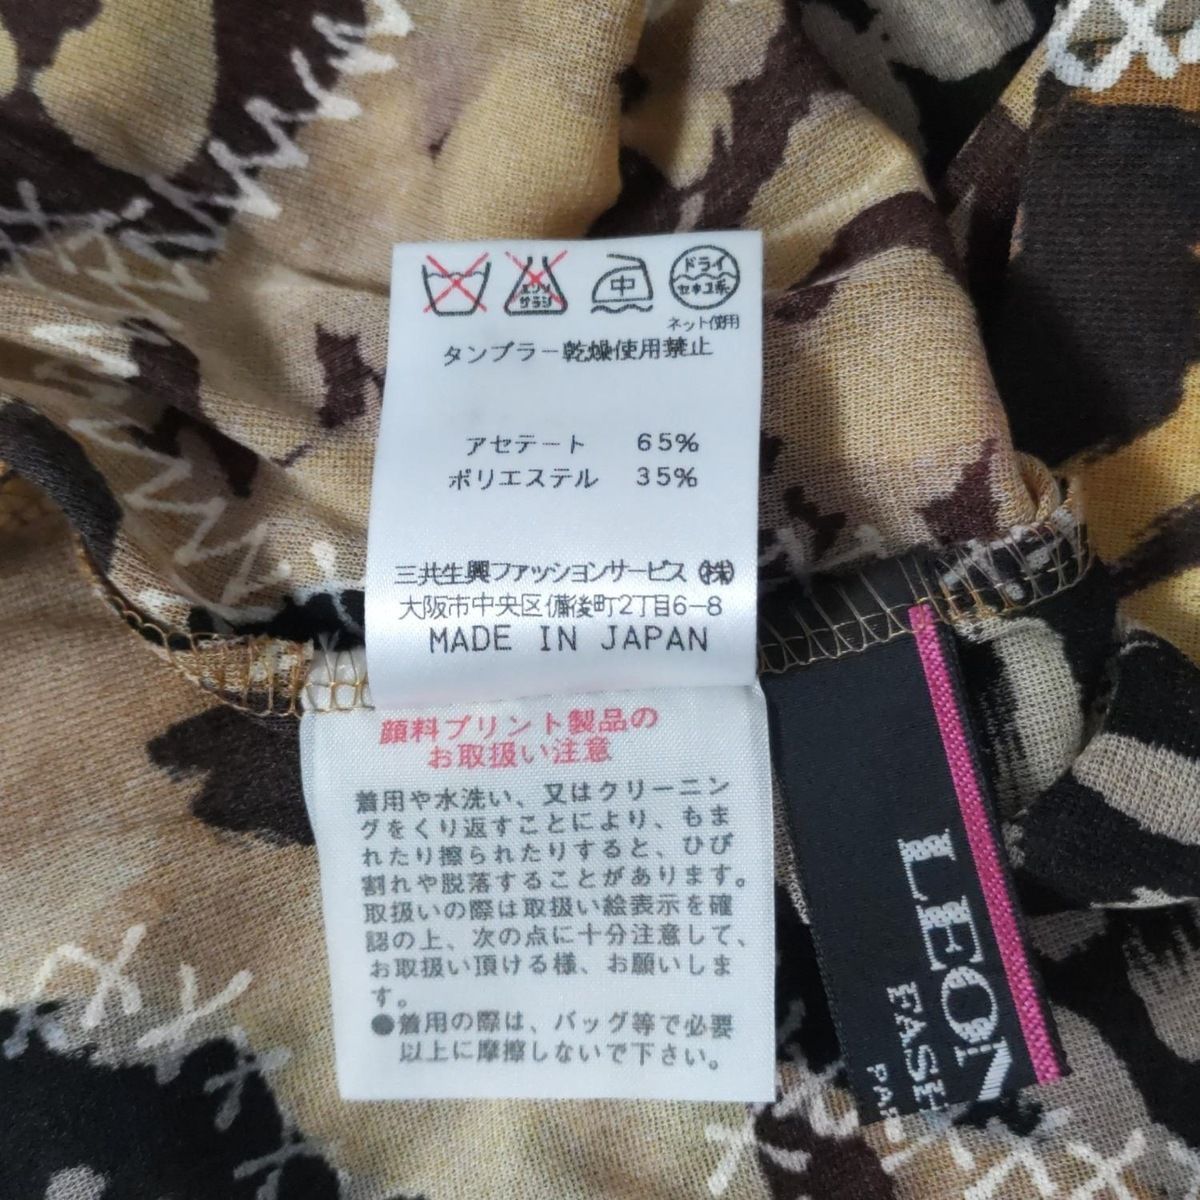 エンソ
サラシ
中
ドライ
セキユ系
ネット使用
タンブラー乾燥使用禁止
アセテート 65%
ポリエステル 35%
三共生興ファッションサービス㈱
大阪市中央区備後町2丁目6-8
MADE IN JAPAN
顔料プリント製品の
お取扱い注意
着用や水洗い、又はクリーニン
グをくり返すことにより、もま
れたり擦られたりすると、ひび
割れや脱落することがあります。
取扱いの際は取扱い絵表示を確
認の上、次の点に十分注意して、
お取扱い頂ける様、お願いしま
す。
●着用の際は、バッグ等で必要
以上に摩擦しないで下さい。
LEON
FASH
PAR